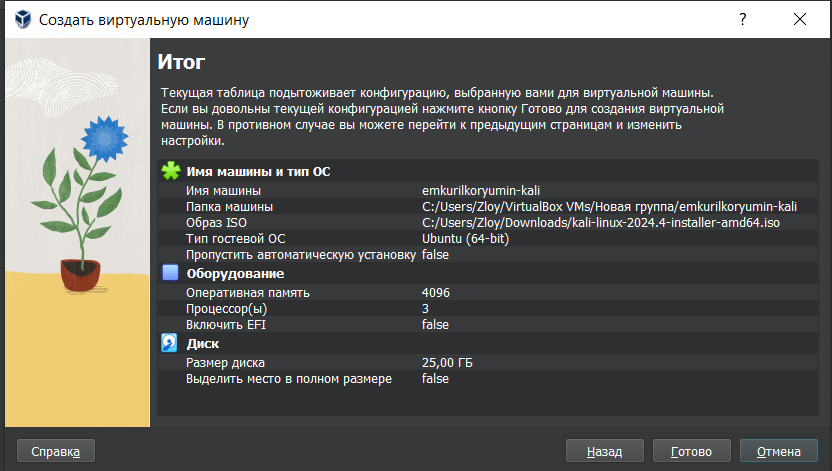 Создать виртуальную машину
?
Итог
Текущая таблица подытоживает конфигурацию, выбранную вами для виртуальной машины.
Если вы довольны текущей конфигурацией нажмите кнопку Готово для создания виртуальной
машины. В противном случае вы можете перейти к предыдущим страницам и изменить
настройки.
Имя машины и тип ОС
Имя машины emkurilkoryumin-kali
Папка машины C:/Users/Zloy/VirtualBox VMs/Новая группа/emkurilkoryumin-kali
Образ ISO C:/Users/Zloy/Downloads/kali-linux-2024.4-installer-amd64.iso
Тип гостевой ОС Ubuntu (64-bit)
Пропустить автоматическую установку false
Оборудование
Оперативная память 4096
Процессор(ы) 3
Включить EFI false
Диск
Размер диска 25,00 ГБ
Выделить место в полном размере false
Справка Назад Готово Отмена